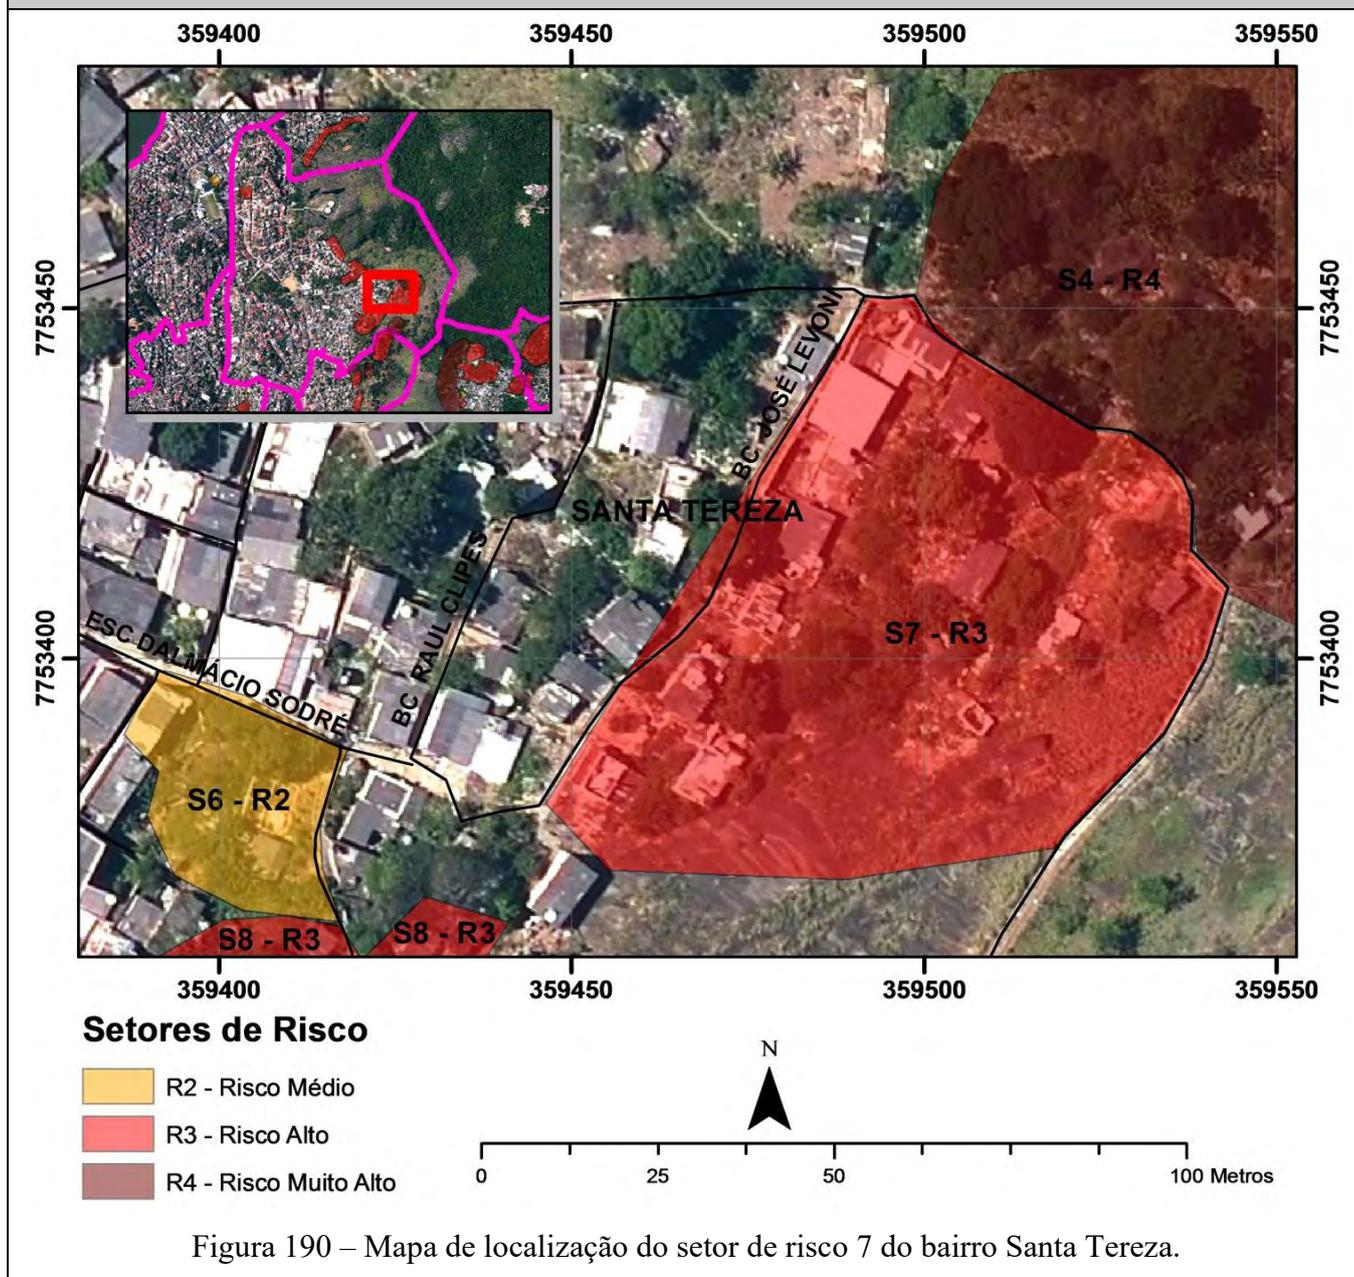 359400 359450 359500 359550
7753450
7753450
S4 - R4
BC. JOSÉ LEVONI
SANTA TEREZA
BC RAUL CLIPES
ESC DALMÁCIO SODRÉ
S7 - R3
7753400
7753400
S6 - R2
S8 - R3
S8 - R3
359400 359450 359500 359550
Setores de Risco
R2 - Risco Médio
R3 - Risco Alto
R4 - Risco Muito Alto
N
0 25 50 100 Metros
Figura 190 – Mapa de localização do setor de risco 7 do bairro Santa Tereza.